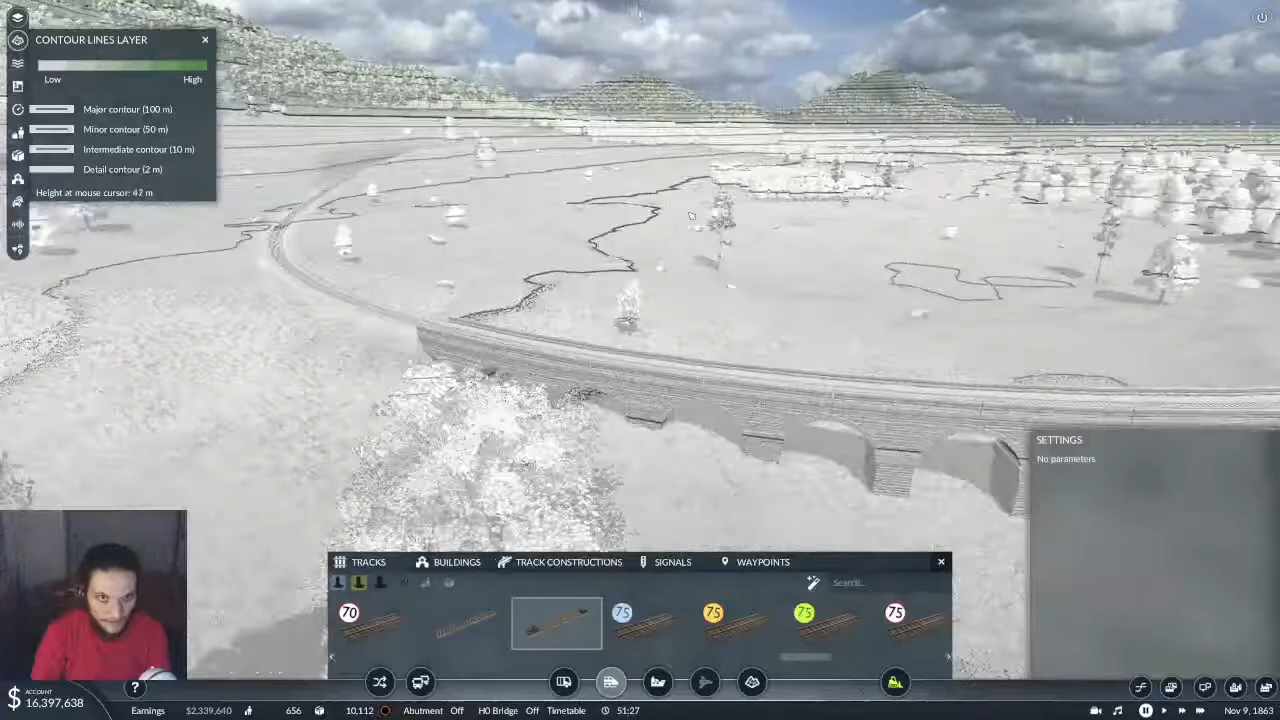 CONTOUR LINES LAYER
Low High
Major contour (100 m)
Minor contour (50 m)
Intermediate contour (10 m)
Detail contour (2 m)
Height at mouse cursor: 42 m
SETTINGS
No parameters
TRACKS BUILDINGS TRACK CONSTRUCTIONS SIGNALS WAYPOINTS
Search...
70 75 75 75 75
$ ACCOUNT
16,397,638
?
Earnings $2,339,640 656 10,112 Abutment Off H0 Bridge Off Timetable 51:27 Nov 9, 1863